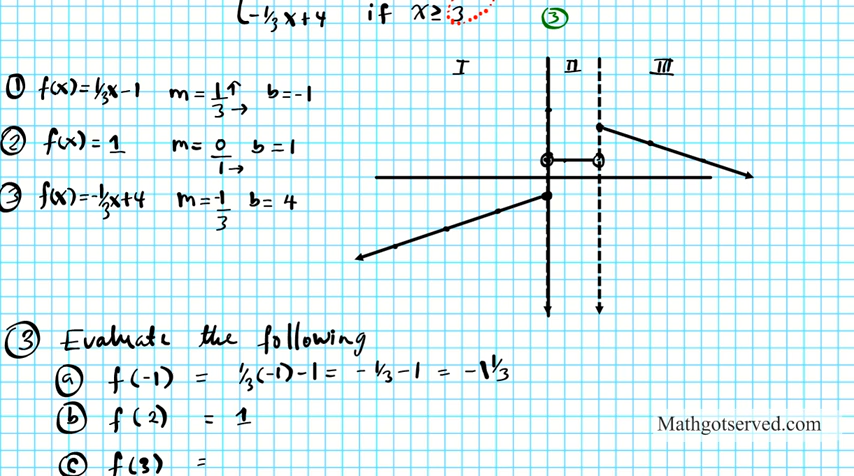 -1/3x+4 if x≥3 ③
I II III
① f(x)=1/3x-1 m=1↑/3→ b=-1
② f(x)=1 m=0/1→ b=1
③ f(x)=-1/3x+4 m=-1/3 b=4
③ Evaluate the following
ⓐ f(-1) = 1/3(-1)-1= -1/3-1 = -1 1/3
ⓑ f(2) = 1
Mathgotserved.com
ⓒ f(3) =